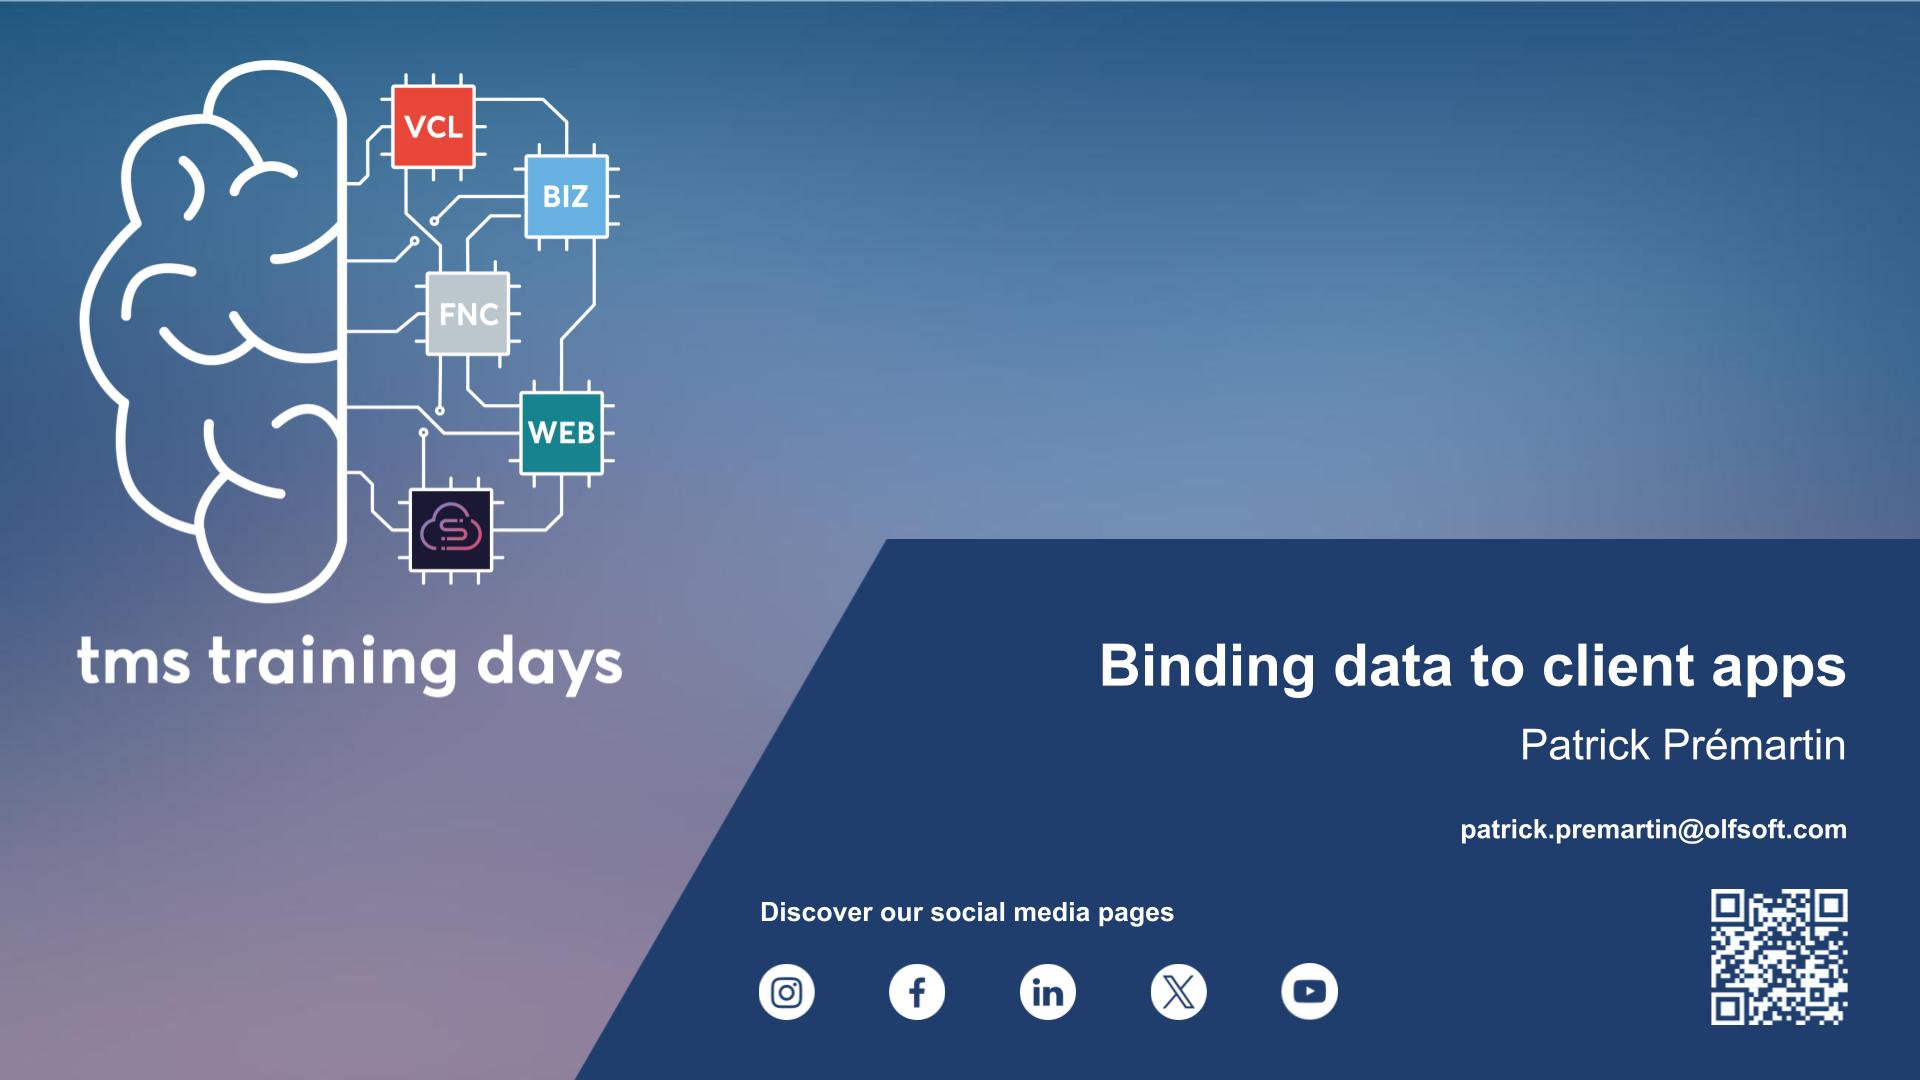 VCL
BIZ
FNC
WEB
tms training days
Binding data to client apps
Patrick Prémartin
patrick.premartin@olfsoft.com
Discover our social media pages